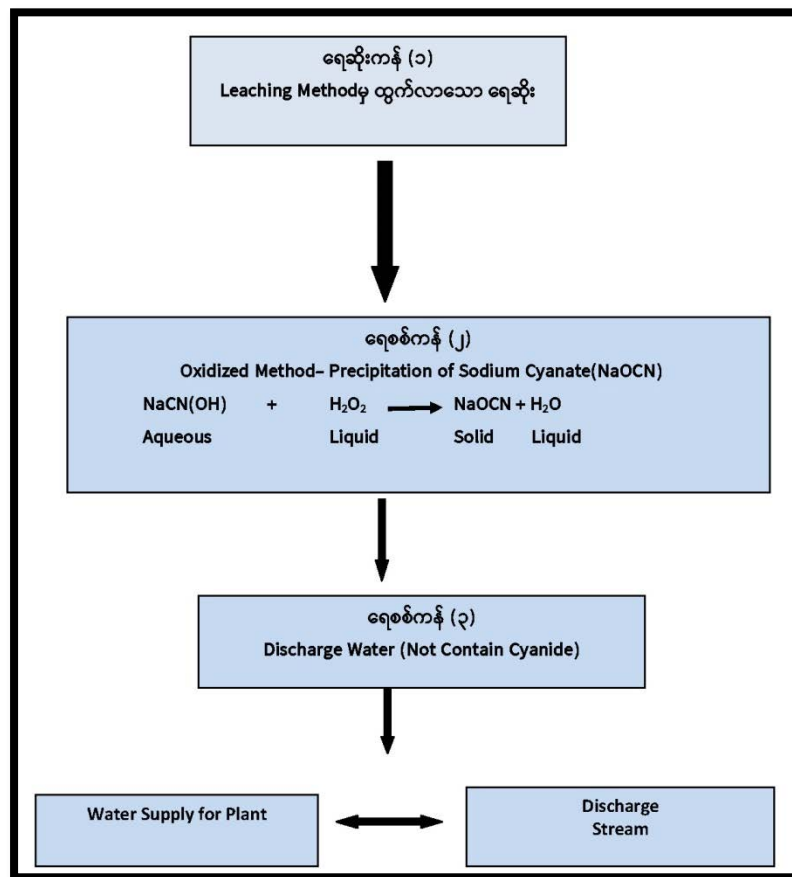 ရေဆိုးကန် (၁)
Leaching Methodမှ ထွက်လာသော ရေဆိုး
ရေစစ်ကန် (၂)
Oxidized Method– Precipitation of Sodium Cyanate(NaOCN)
NaCN(OH) + H₂O₂ ⟶ NaOCN + H₂O
Aqueous Liquid Solid Liquid
ရေစစ်ကန် (၃)
Discharge Water (Not Contain Cyanide)
Water Supply for Plant
Discharge
Stream